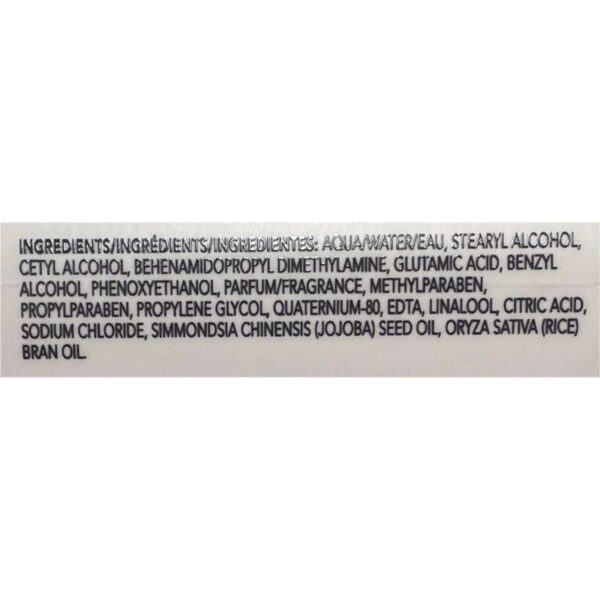 INGREDIENTS/INGRÉDIENTS/INGREDIENTES: AQUA/WATER/EAU, STEARYL ALCOHOL,
CETYL ALCOHOL, BEHENAMIDOPROPYL DIMETHYLAMINE, GLUTAMIC ACID, BENZYL
ALCOHOL, PHENOXYETHANOL, PARFUM/FRAGRANCE, METHYLPARABEN,
PROPYLPARABEN, PROPYLENE GLYCOL, QUATERNIUM-80, EDTA, LINALOOL, CITRIC ACID,
SODIUM CHLORIDE, SIMMONDSIA CHINENSIS (JOJOBA) SEED OIL, ORYZA SATIVA (RICE)
BRAN OIL.